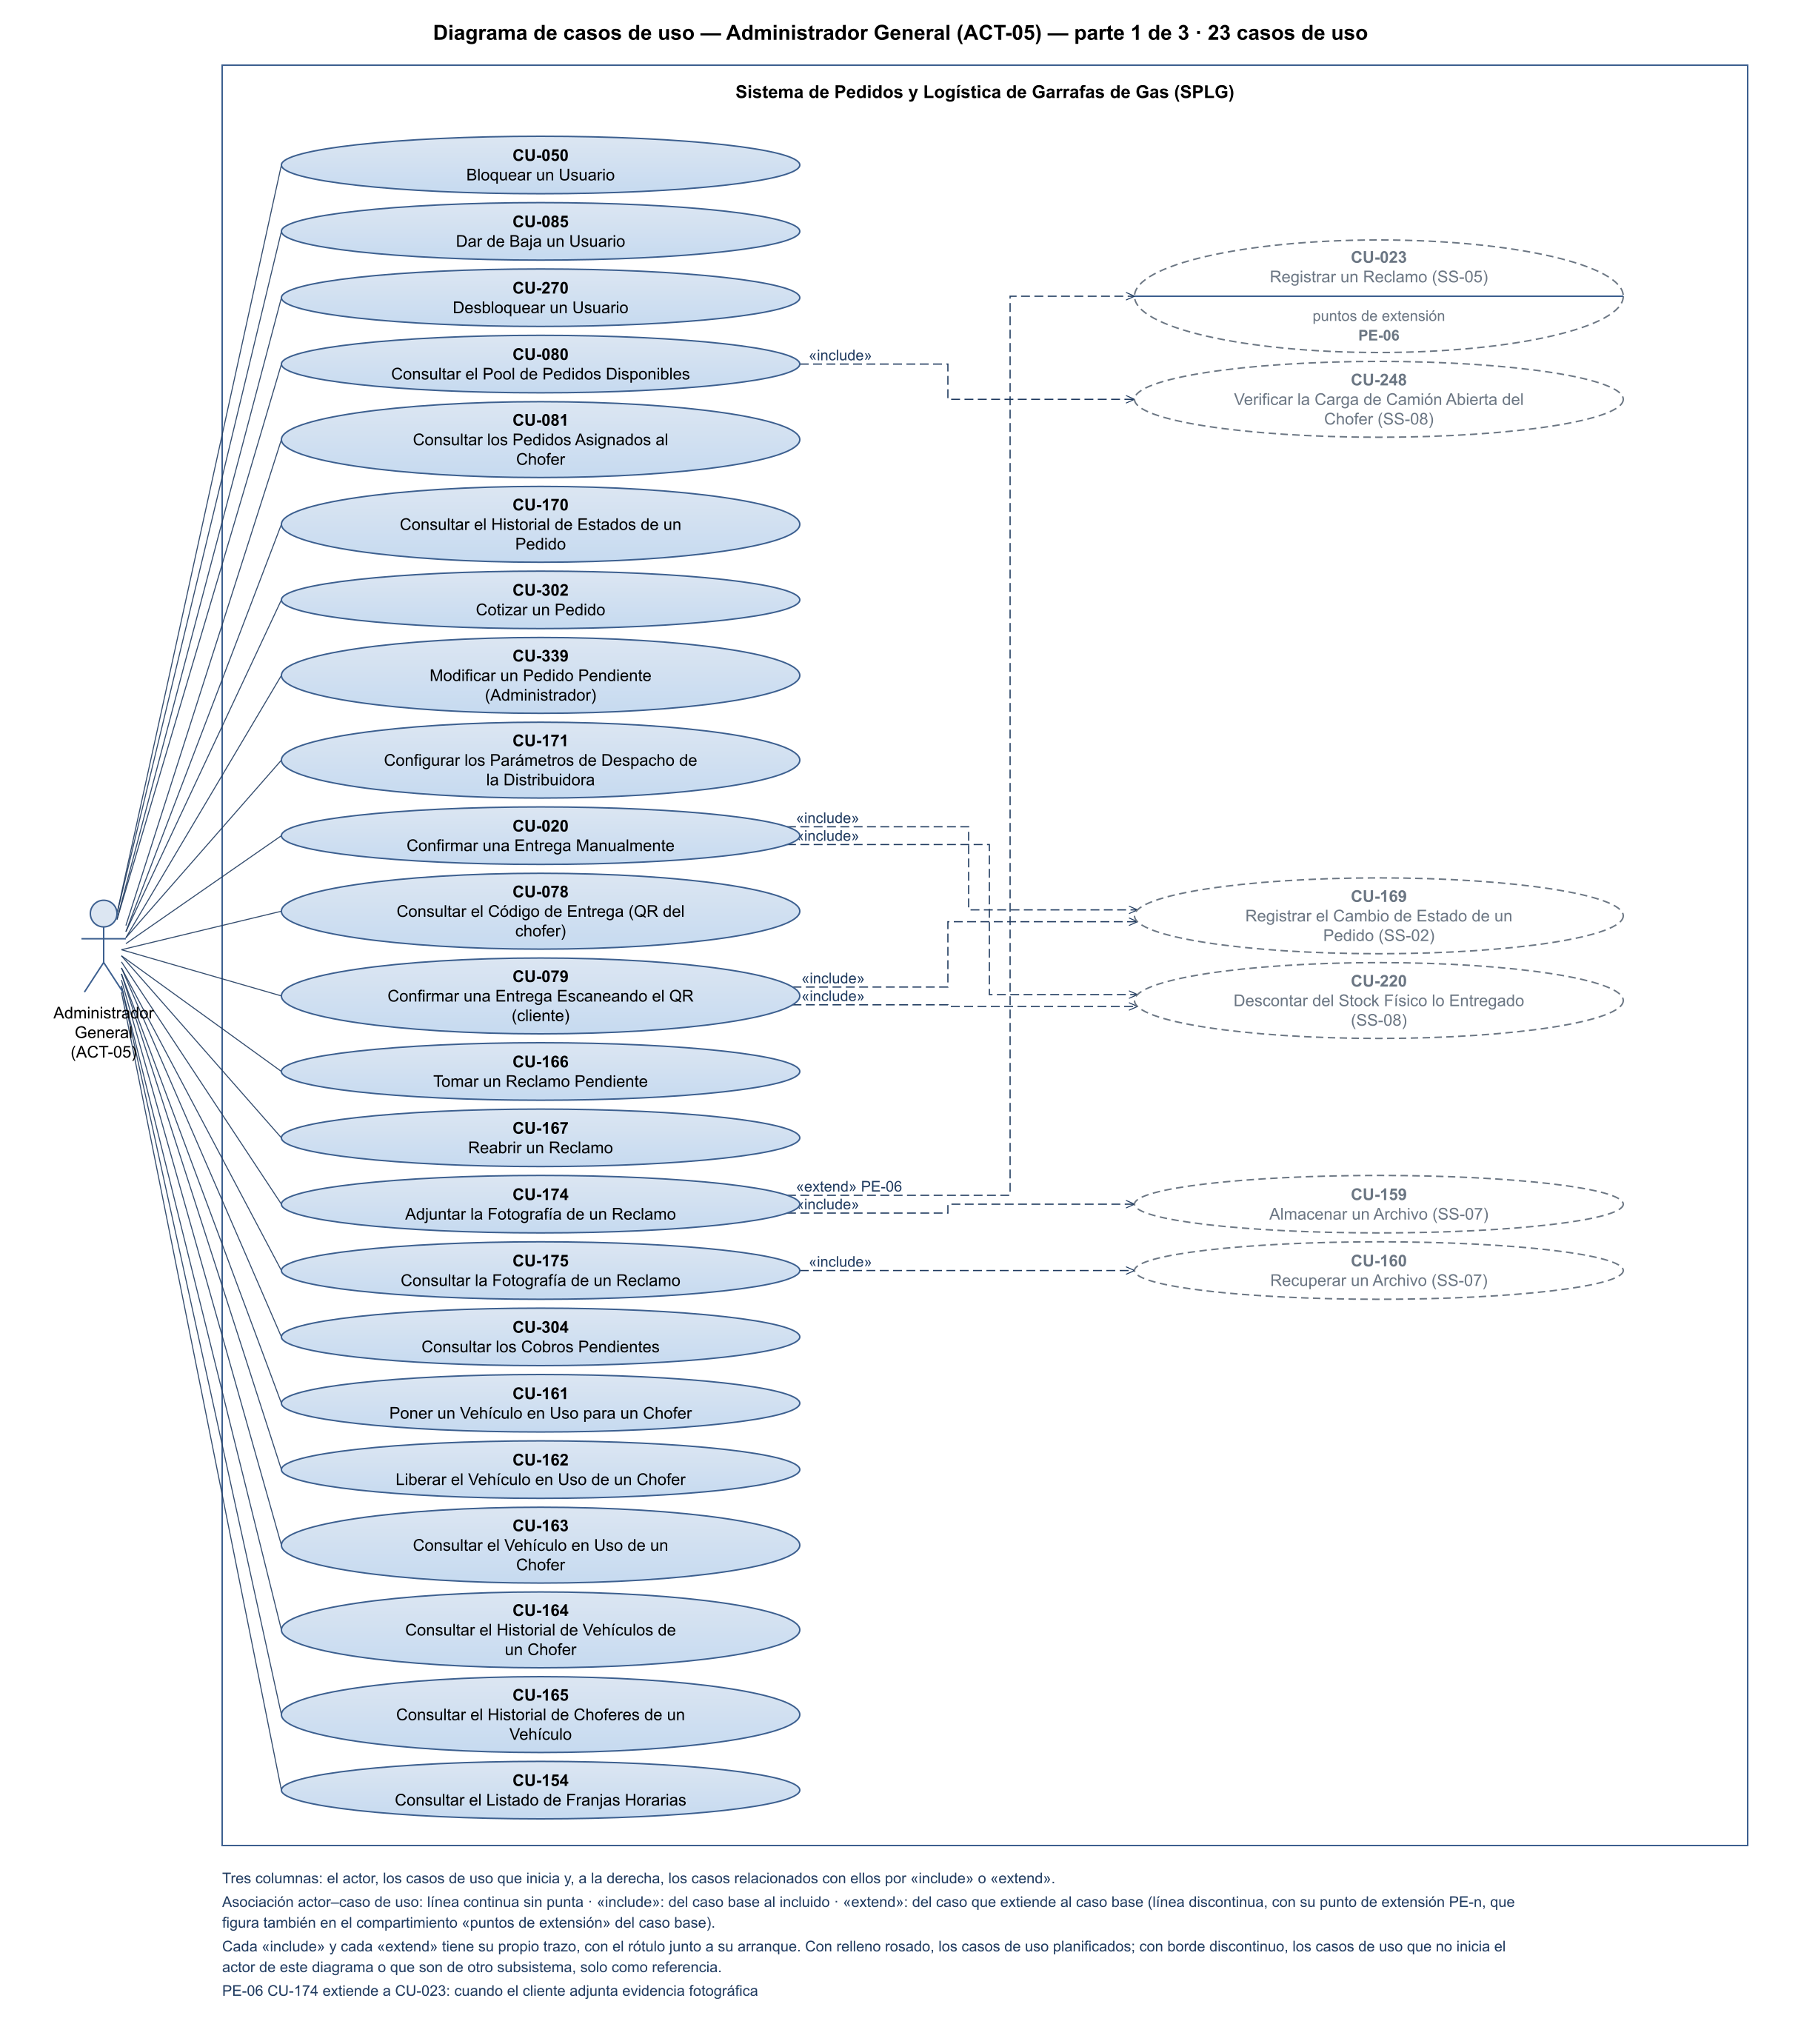 Diagrama de casos de uso — Administrador General (ACT-05) — parte 1 de 3 · 23 casos de uso
Sistema de Pedidos y Logística de Garrafas de Gas (SPLG)
CU-050
Bloquear un Usuario
CU-085
Dar de Baja un Usuario
CU-270
Desbloquear un Usuario
CU-080
Consultar el Pool de Pedidos Disponibles
«include»
CU-023
Registrar un Reclamo (SS-05)
puntos de extensión
PE-06
CU-248
Verificar la Carga de Camión Abierta del
Chofer (SS-08)
CU-081
Consultar los Pedidos Asignados al
Chofer
CU-170
Consultar el Historial de Estados de un
Pedido
CU-302
Cotizar un Pedido
CU-339
Modificar un Pedido Pendiente
(Administrador)
CU-171
Configurar los Parámetros de Despacho de
la Distribuidora
CU-020
Confirmar una Entrega Manualmente
«include»
«include»
CU-078
Consultar el Código de Entrega (QR del
chofer)
CU-169
Registrar el Cambio de Estado de un
Pedido (SS-02)
CU-079
Confirmar una Entrega Escaneando el QR
(cliente)
«include»
«include»
CU-220
Descontar del Stock Físico lo Entregado
(SS-08)
Administrador
General
(ACT-05)
CU-166
Tomar un Reclamo Pendiente
CU-167
Reabrir un Reclamo
CU-174
Adjuntar la Fotografía de un Reclamo
«extend» PE-06
«include»
CU-159
Almacenar un Archivo (SS-07)
CU-175
Consultar la Fotografía de un Reclamo
«include»
CU-160
Recuperar un Archivo (SS-07)
CU-304
Consultar los Cobros Pendientes
CU-161
Poner un Vehículo en Uso para un Chofer
CU-162
Liberar el Vehículo en Uso de un Chofer
CU-163
Consultar el Vehículo en Uso de un
Chofer
CU-164
Consultar el Historial de Vehículos de
un Chofer
CU-165
Consultar el Historial de Choferes de un
Vehículo
CU-154
Consultar el Listado de Franjas Horarias
Tres columnas: el actor, los casos de uso que inicia y, a la derecha, los casos relacionados con ellos por «include» o «extend».
Asociación actor–caso de uso: línea continua sin punta · «include»: del caso base al incluido · «extend»: del caso que extiende al caso base (línea discontinua, con su punto de extensión PE-n, que
figura también en el compartimiento «puntos de extensión» del caso base).
Cada «include» y cada «extend» tiene su propio trazo, con el rótulo junto a su arranque. Con relleno rosado, los casos de uso planificados; con borde discontinuo, los casos de uso que no inicia el
actor de este diagrama o que son de otro subsistema, solo como referencia.
PE-06 CU-174 extiende a CU-023: cuando el cliente adjunta evidencia fotográfica